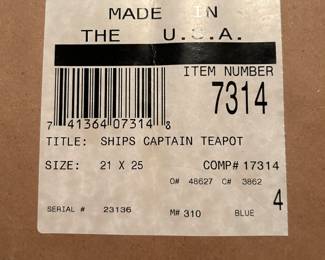 MADE IN
THE U.S.A.
ITEM NUMBER
7314
7 41364 07314 8
TITLE: SHIPS CAPTAIN TEAPOT
SIZE: 21 X 25 COMP# 17314
O# 48627 C# 3862
4
SERIAL # 23136 M# 310 BLUE